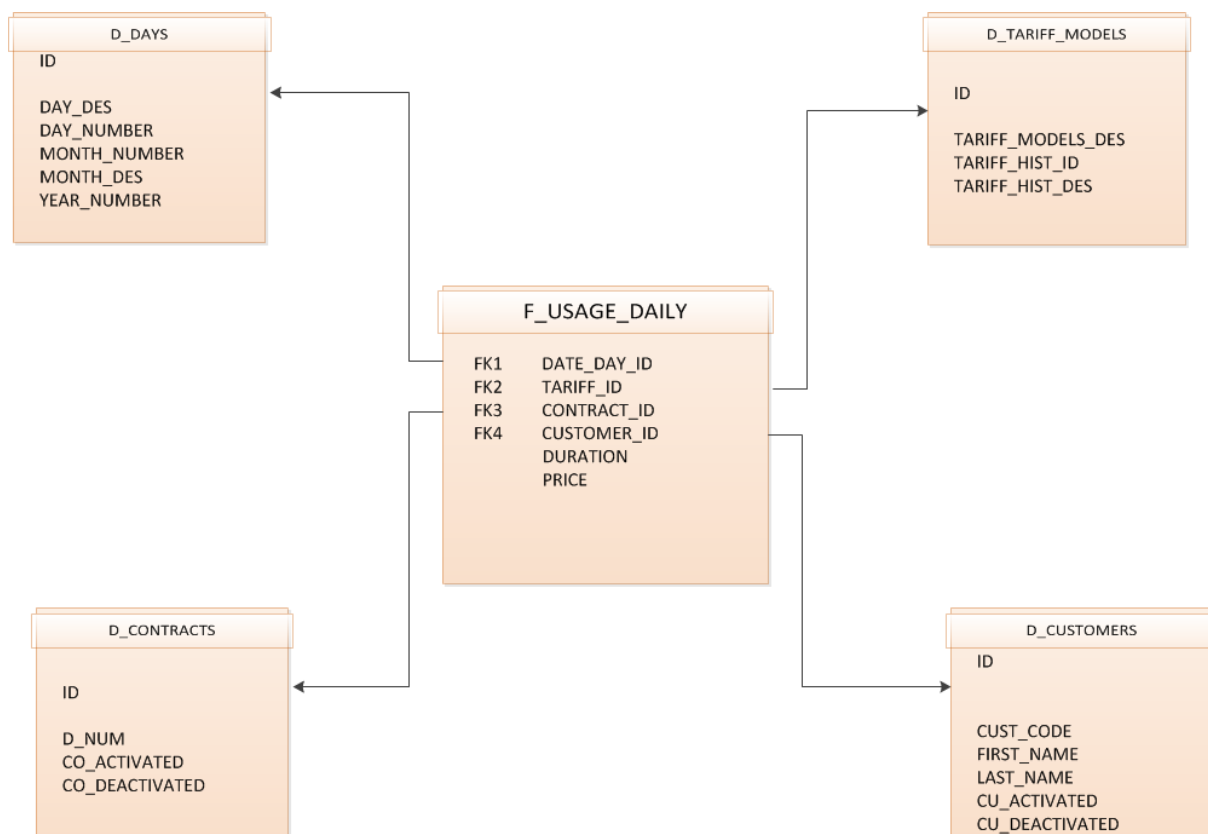 D_DAYS
ID
DAY_DES
DAY_NUMBER
MONTH_NUMBER
MONTH_DES
YEAR_NUMBER
D_TARIFF_MODELS
ID
TARIFF_MODELS_DES
TARIFF_HIST_ID
TARIFF_HIST_DES
F_USAGE_DAILY
FK1 DATE_DAY_ID
FK2 TARIFF_ID
FK3 CONTRACT_ID
FK4 CUSTOMER_ID
DURATION
PRICE
D_CONTRACTS
ID
D_NUM
CO_ACTIVATED
CO_DEACTIVATED
D_CUSTOMERS
ID
CUST_CODE
FIRST_NAME
LAST_NAME
CU_ACTIVATED
CU_DEACTIVATED